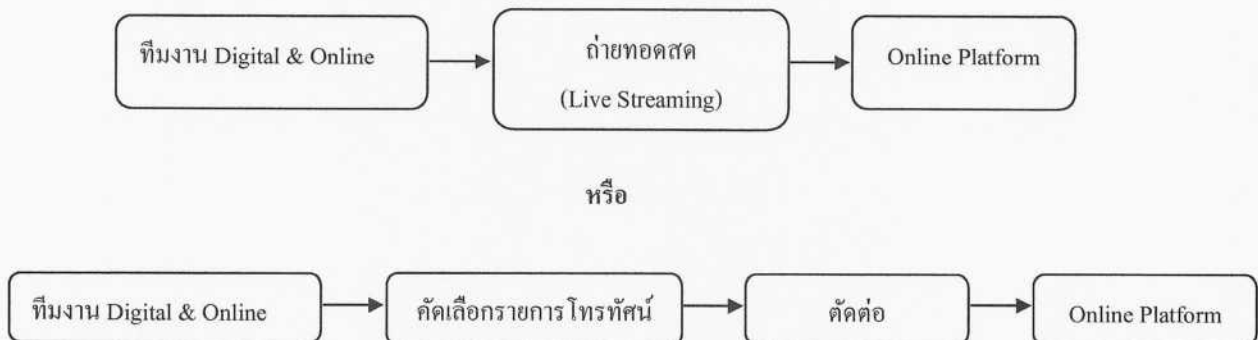 ทีมงาน Digital & Online
ถ่ายทอดสด
(Live Streaming)
Online Platform
หรือ
ทีมงาน Digital & Online
คัดเลือกรายการโทรทัศน์
ตัดต่อ
Online Platform